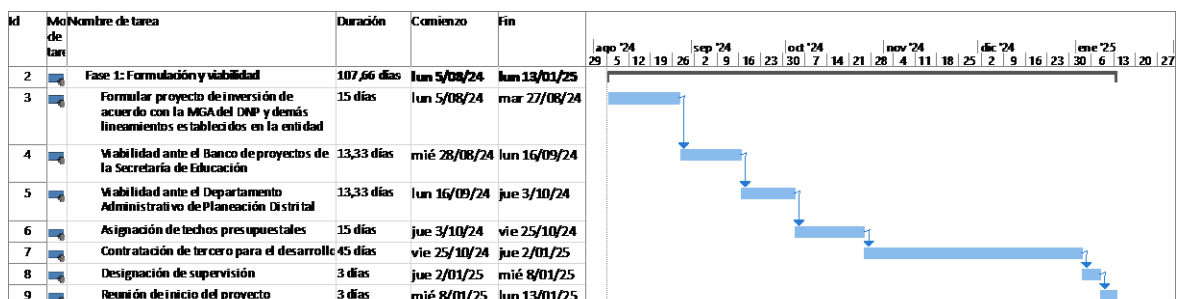 Id Mo de tare Nombre de tarea Duración Comienzo Fin
ago '24 sep '24 oct '24 nov '24 dic '24 ene '25
29 5 12 19 26 2 9 16 23 30 7 14 21 28 4 11 18 25 2 9 16 23 30 6 13 20 27
2 Fase 1: Formulación y viabilidad 107,66 días lun 5/08/24 lun 13/01/25
3 Formular proyecto de inversión de 15 días lun 5/08/24 mar 27/08/24
acuerdo con la MGA del DNP y demás
lineamientos establecidos en la entidad
4 Viabilidad ante el Banco de proyectos de 13,33 días mié 28/08/24 lun 16/09/24
la Secretaría de Educación
5 Viabilidad ante el Departamento 13,33 días lun 16/09/24 jue 3/10/24
Administrativo de Planeación Distrital
6 Asignación de techos presupuestales 15 días jue 3/10/24 vie 25/10/24
7 Contratación de tercero para el desarrollo 45 días vie 25/10/24 jue 2/01/25
8 Designación de supervisión 3 días jue 2/01/25 mié 8/01/25
9 Reunión de inicio del proyecto 3 días mié 8/01/25 lun 13/01/25